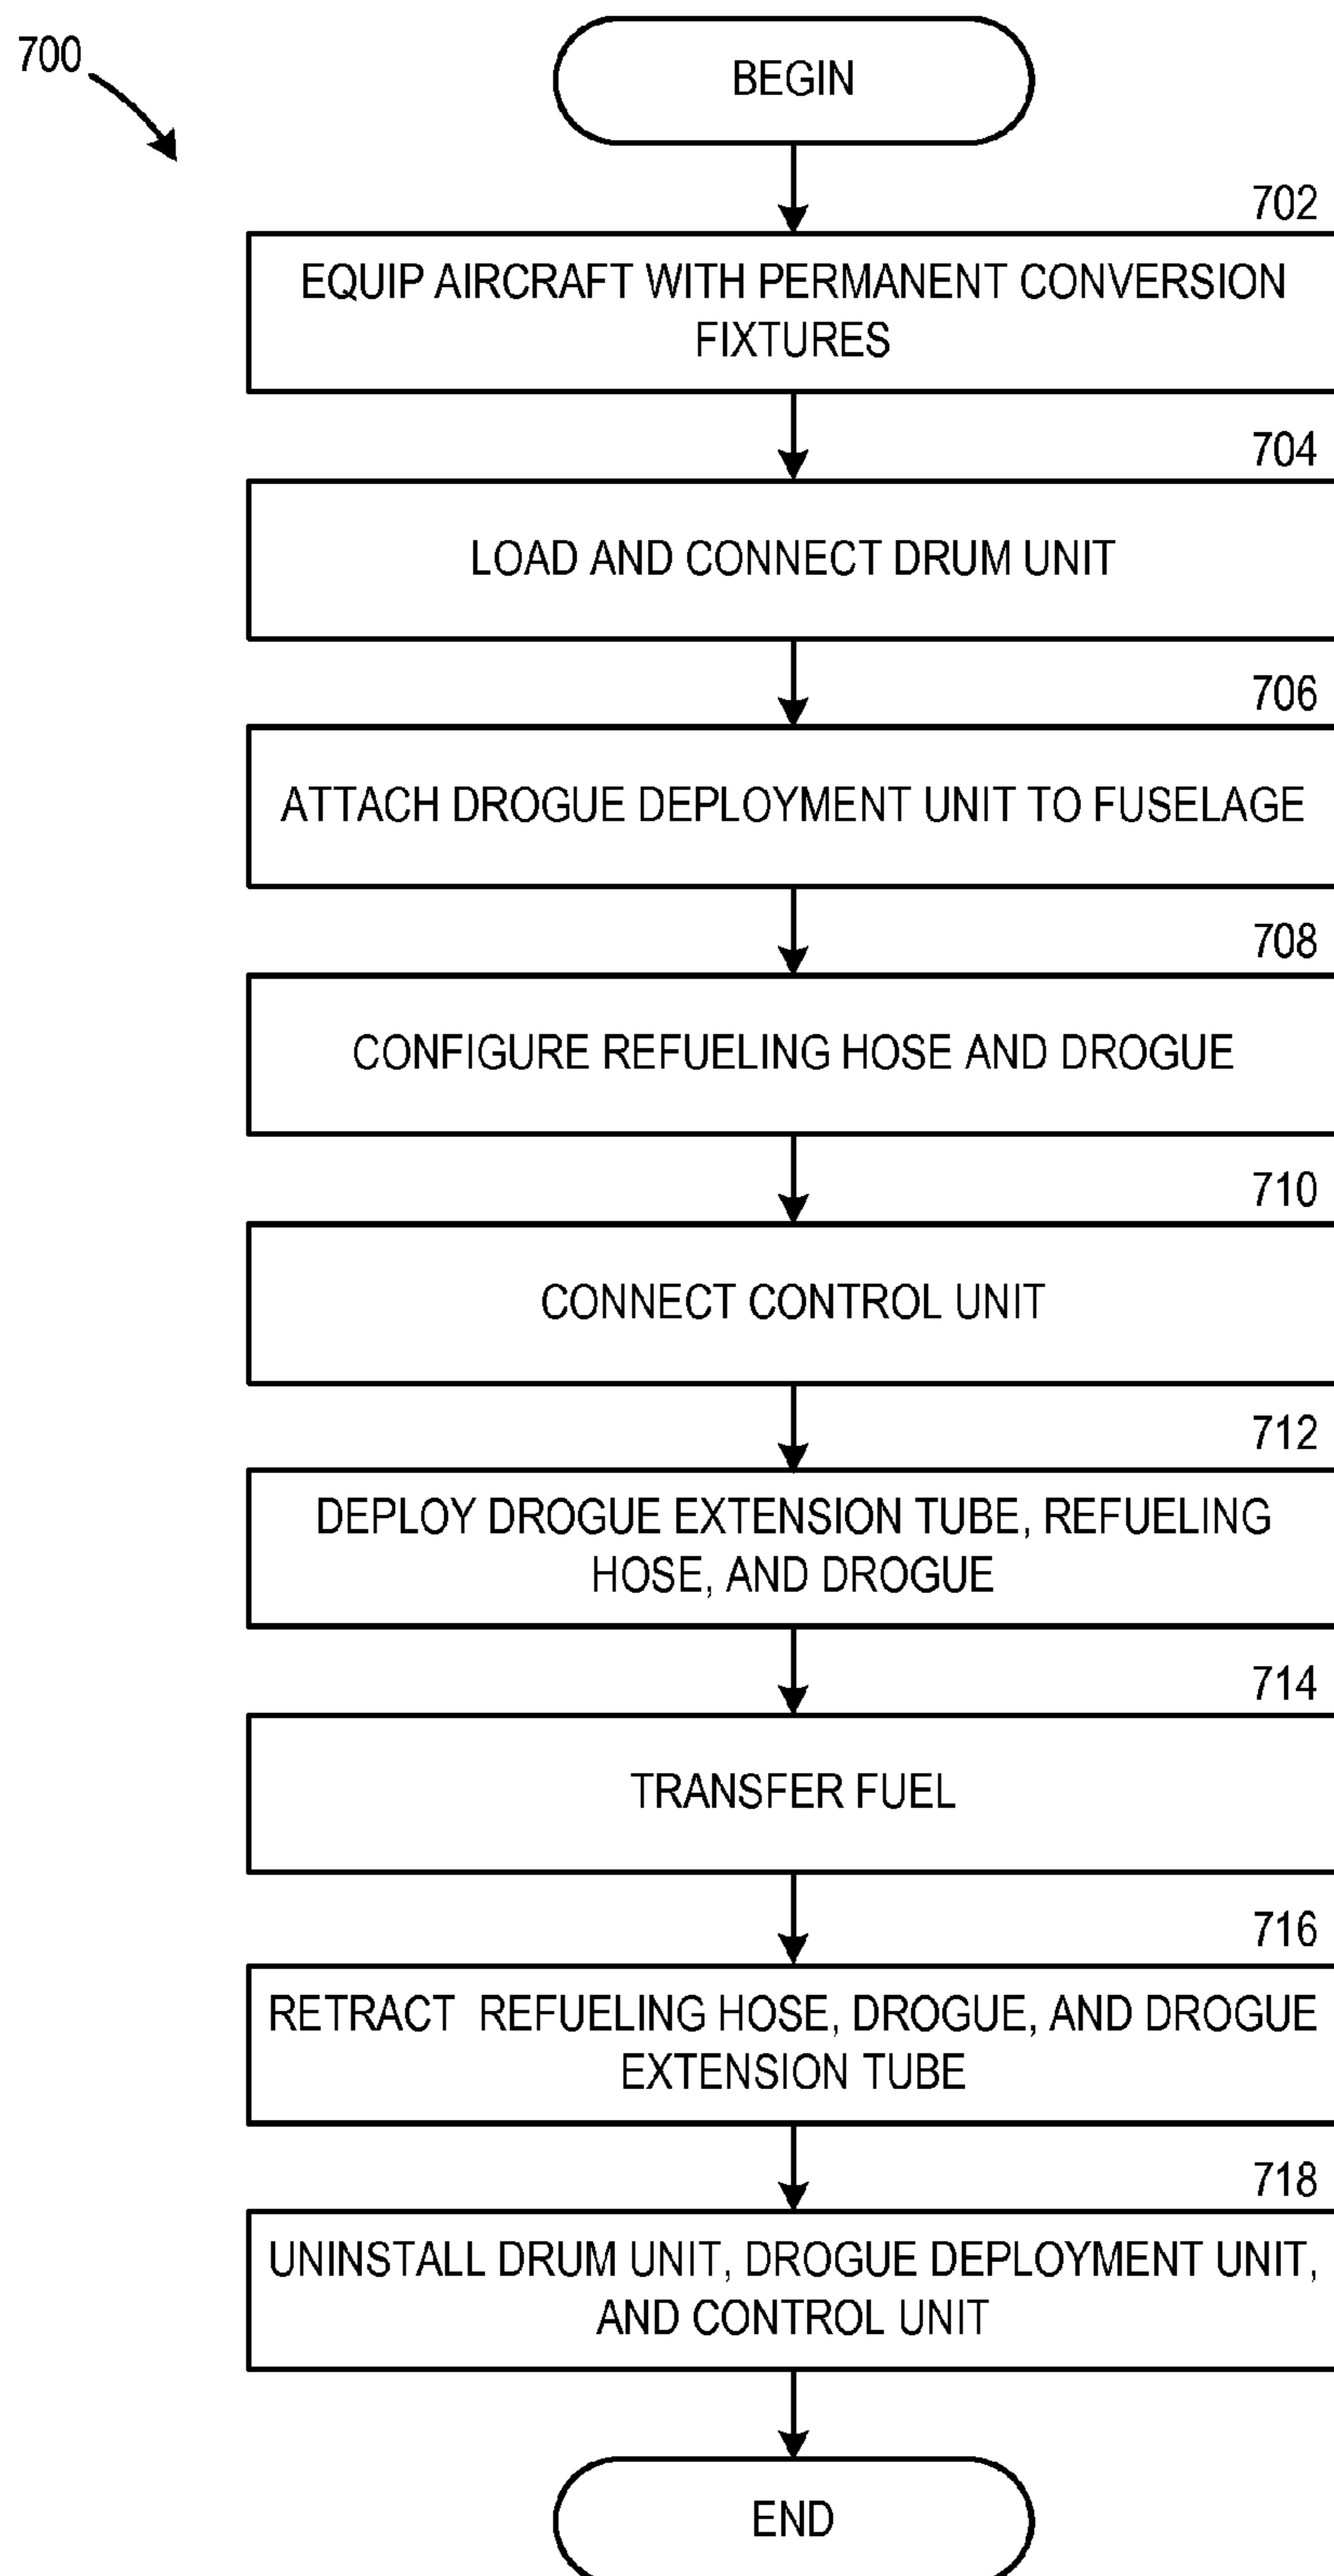 700
BEGIN
702
EQUIP AIRCRAFT WITH PERMANENT CONVERSION
FIXTURES
704
LOAD AND CONNECT DRUM UNIT
706
ATTACH DROGUE DEPLOYMENT UNIT TO FUSELAGE
708
CONFIGURE REFUELING HOSE AND DROGUE
710
CONNECT CONTROL UNIT
712
DEPLOY DROGUE EXTENSION TUBE, REFUELING
HOSE, AND DROGUE
714
TRANSFER FUEL
716
RETRACT REFUELING HOSE, DROGUE, AND DROGUE
EXTENSION TUBE
718
UNINSTALL DRUM UNIT, DROGUE DEPLOYMENT UNIT,
AND CONTROL UNIT
END